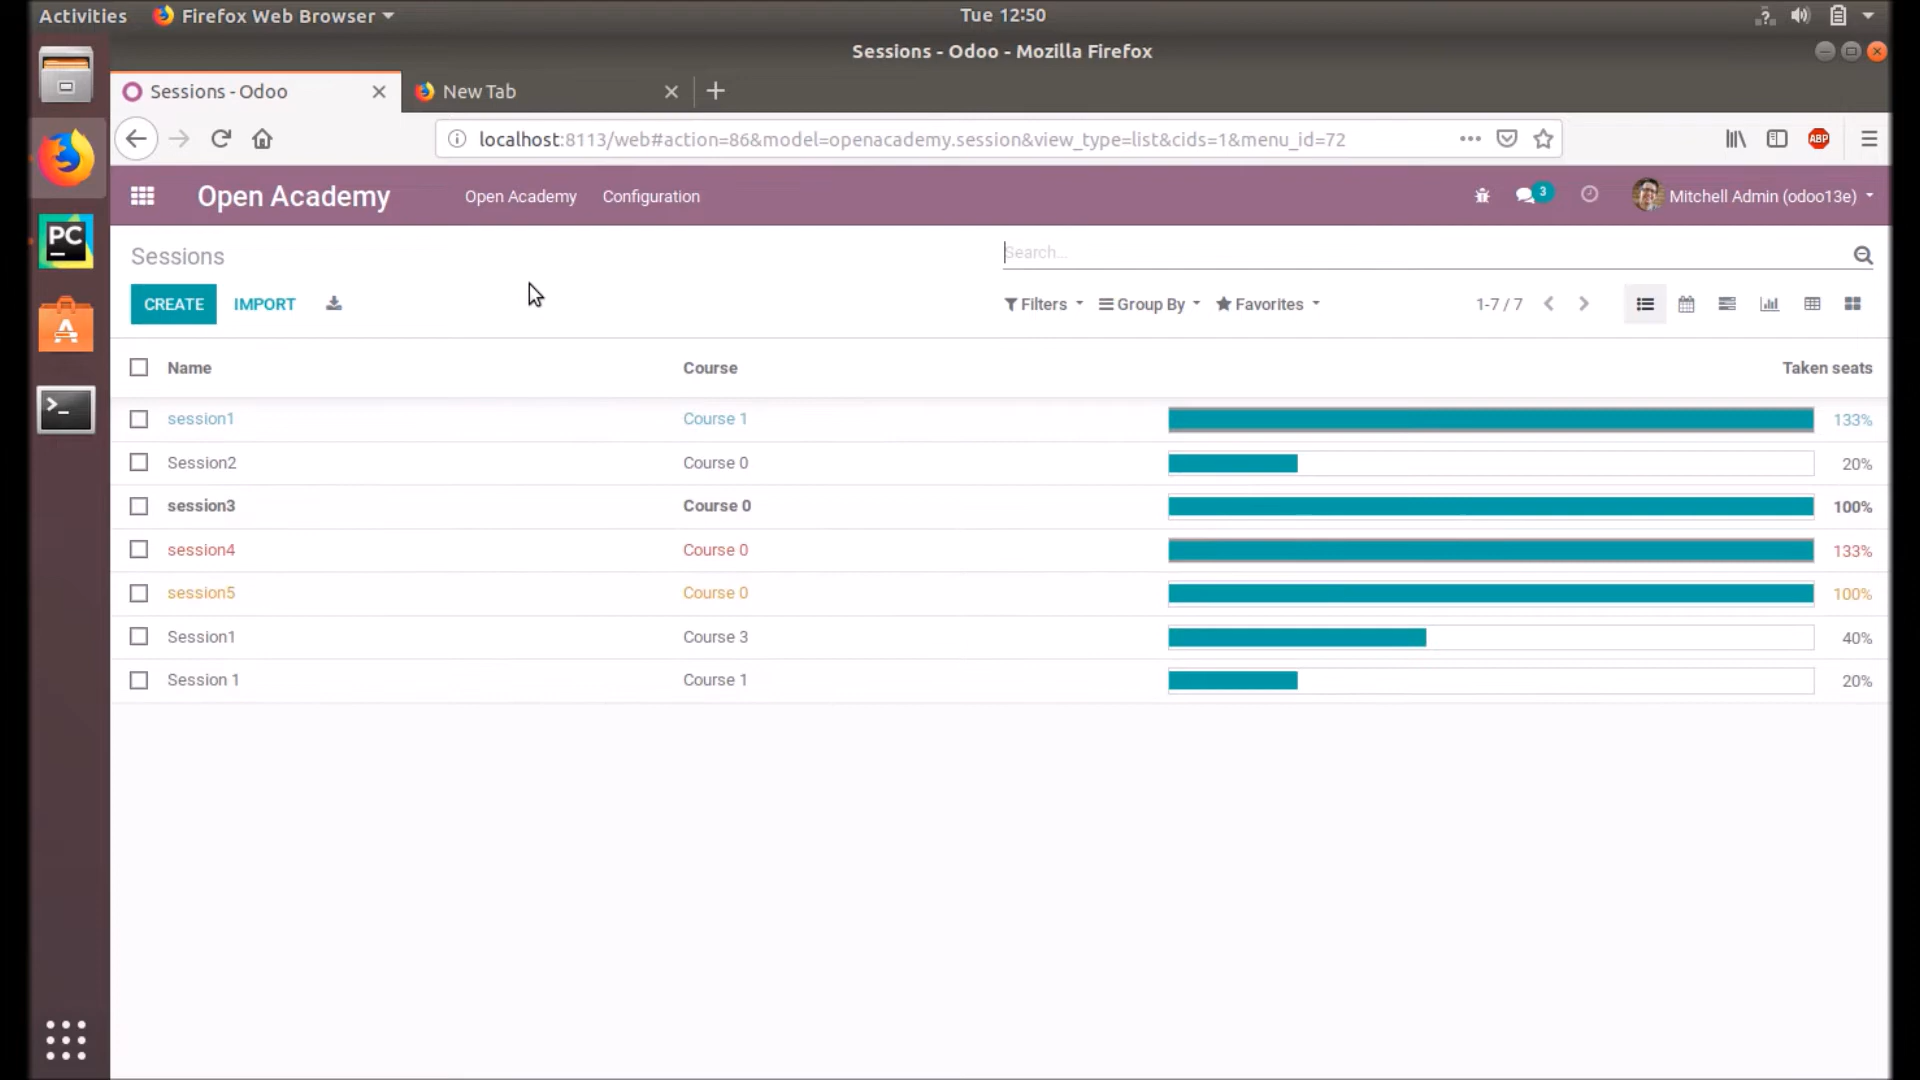 Activities Firefox Web Browser Tue 12:50
Sessions - Odoo - Mozilla Firefox
Sessions - Odoo New Tab
localhost:8113/web#action=86&model=openacademy.session&view_type=list&cids=1&menu_id=72 ABP
Open Academy Open Academy Configuration 3 Mitchell Admin (odoo13e)
Sessions Search...
CREATE IMPORT Filters Group By Favorites 1-7 / 7
Name Course Taken seats
session1 Course 1 133%
Session2 Course 0 20%
session3 Course 0 100%
session4 Course 0 133%
session5 Course 0 100%
Session1 Course 3 40%
Session 1 Course 1 20%
PC